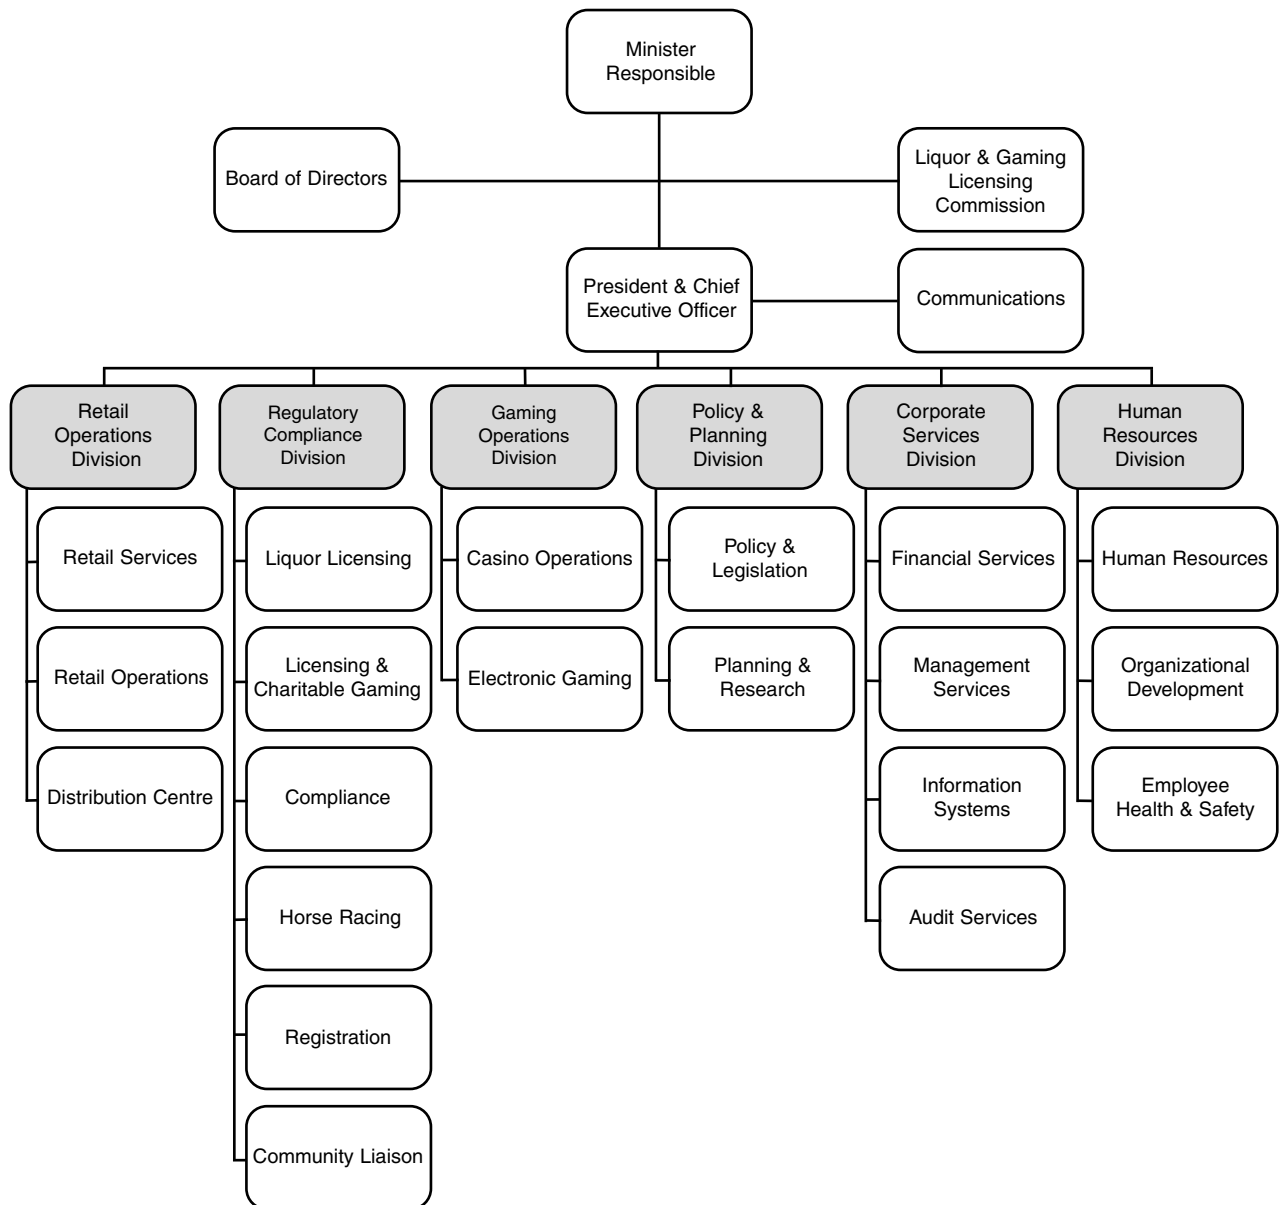 Minister
Responsible
Board of Directors
Liquor & Gaming
Licensing
Commission
President & Chief
Executive Officer
Communications
Retail
Operations
Division
Regulatory
Compliance
Division
Gaming
Operations
Division
Policy &
Planning
Division
Corporate
Services
Division
Human
Resources
Division
Retail Services
Retail Operations
Distribution Centre
Liquor Licensing
Licensing &
Charitable Gaming
Compliance
Horse Racing
Registration
Community Liaison
Casino Operations
Electronic Gaming
Policy &
Legislation
Planning &
Research
Financial Services
Management
Services
Information
Systems
Audit Services
Human Resources
Organizational
Development
Employee
Health & Safety